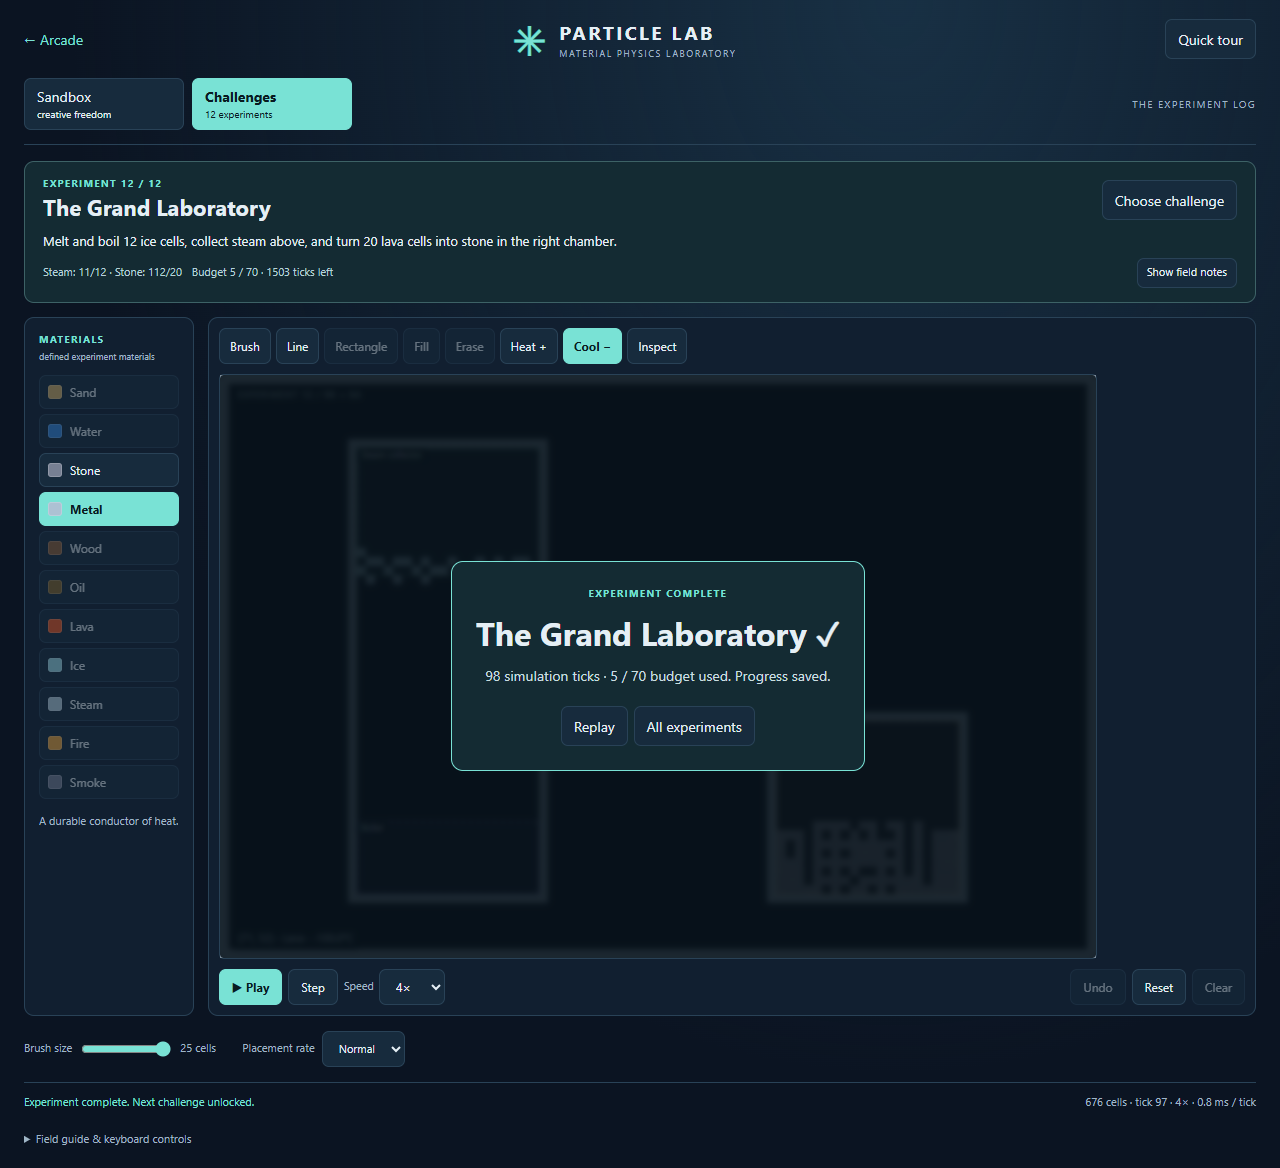 ← Arcade
PARTICLE LAB
MATERIAL PHYSICS LABORATORY
Quick tour
Sandbox
creative freedom
Challenges
12 experiments
THE EXPERIMENT LOG
EXPERIMENT 12 / 12
The Grand Laboratory
Choose challenge
Melt and boil 12 ice cells, collect steam above, and turn 20 lava cells into stone in the right chamber.
Steam: 11/12 · Stone: 112/20 Budget 5 / 70 · 1503 ticks left
Show field notes
MATERIALS
defined experiment materials
Sand
Water
Stone
Metal
Wood
Oil
Lava
Ice
Steam
Fire
Smoke
A durable conductor of heat.
Brush
Line
Rectangle
Fill
Erase
Heat +
Cool −
Inspect
EXPERIMENT COMPLETE
The Grand Laboratory ✓
98 simulation ticks · 5 / 70 budget used. Progress saved.
Replay
All experiments
▶ Play
Step
Speed
4×
Undo
Reset
Clear
Brush size
25 cells
Placement rate
Normal
Experiment complete. Next challenge unlocked.
676 cells · tick 97 · 4× · 0.8 ms / tick
▶ Field guide & keyboard controls